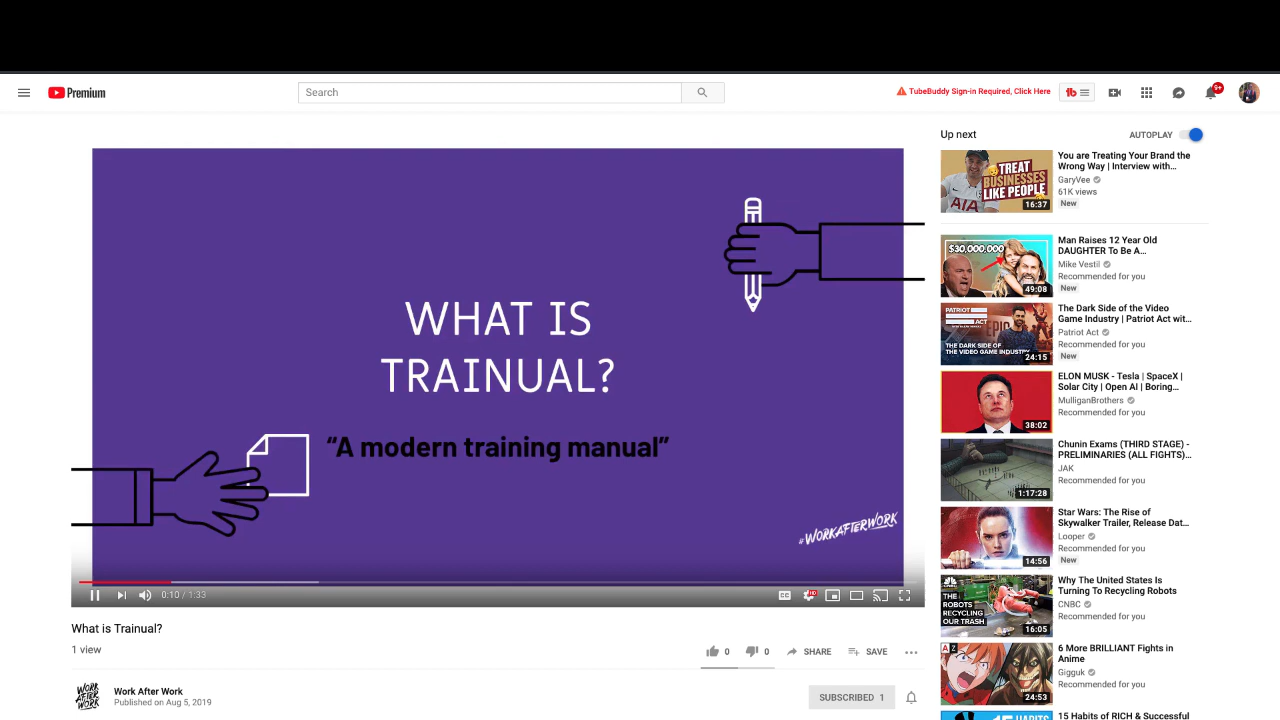 Premium
Search
TubeBuddy Sign-in Required, Click Here
9+
WHAT IS
TRAINUAL?
“A modern training manual”
#WORKAFTERWORK
0:10 / 1:33
CC
HD
What is Trainual?
1 view
0
0
SHARE
SAVE
WORK
AFTER
WORK
Work After Work
Published on Aug 5, 2019
SUBSCRIBED 1
Up next
AUTOPLAY
TREAT
BUSINESSES
LIKE PEOPLE
AIA
16:37
You are Treating Your Brand the
Wrong Way | Interview with...
GaryVee
61K views
New
$30,000,000
49:08
Man Raises 12 Year Old
DAUGHTER To Be A...
Mike Vestil
Recommended for you
New
PATRIOT
ACT
EPIC
THE DARK SIDE OF
THE VIDEO GAME INDUSTRY
24:15
The Dark Side of the Video
Game Industry | Patriot Act wit...
Patriot Act
Recommended for you
New
38:02
ELON MUSK - Tesla | SpaceX |
Solar City | Open AI | Boring...
MulliganBrothers
Recommended for you
1:17:28
Chunin Exams (THIRD STAGE) -
PRELIMINARIES (ALL FIGHTS)...
JAK
Recommended for you
14:56
Star Wars: The Rise of
Skywalker Trailer, Release Dat...
Looper
Recommended for you
New
CNBC
THE
ROBOTS
RECYCLING
OUR TRASH
16:05
Why The United States Is
Turning To Recycling Robots
CNBC
Recommended for you
A Z
24:53
6 More BRILLIANT Fights in
Anime
Gigguk
Recommended for you
15 Habits of RICH & Successful